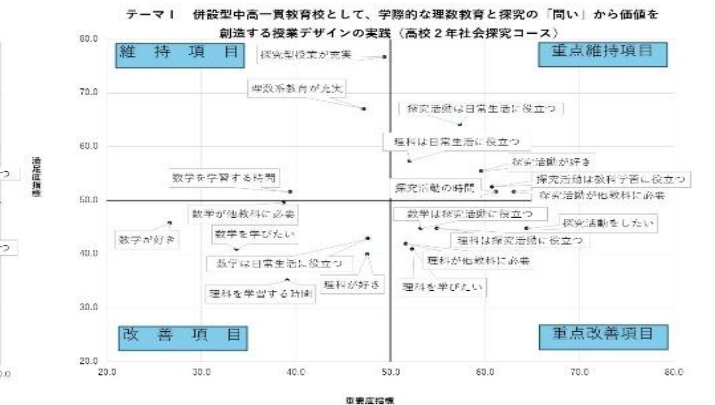 テーマⅠ 併設型中高一貫教育校として、学際的な理数教育と探究の「問い」から価値を
創造する授業デザインの実践（高校２年社会探究コース）
80.0
維持項目
探究型授業が充実
重点維持項目
70.0
理数系教育が充実
探究活動は日常生活に役立つ
60.0
理科は日常生活に役立つ
満足度指標
探究活動が好き
数学を学習する時間
探究活動は教科学習に役立つ
探究活動の時間
探究活動が他教科に必要
50.0
数学が他教科に必要
数学は探究活動に役立つ
探究活動をしたい
数学が好き
数学を学びたい
理科は探究活動に役立つ
40.0
数学は日常生活に役立つ
理科が他教科に必要
理科を学習する時間
理科が好き
理科を学びたい
30.0
改善項目
重点改善項目
20.0
20.0 30.0 40.0 50.0 60.0 70.0 80.0
重要度指標
つ
つ
0.0